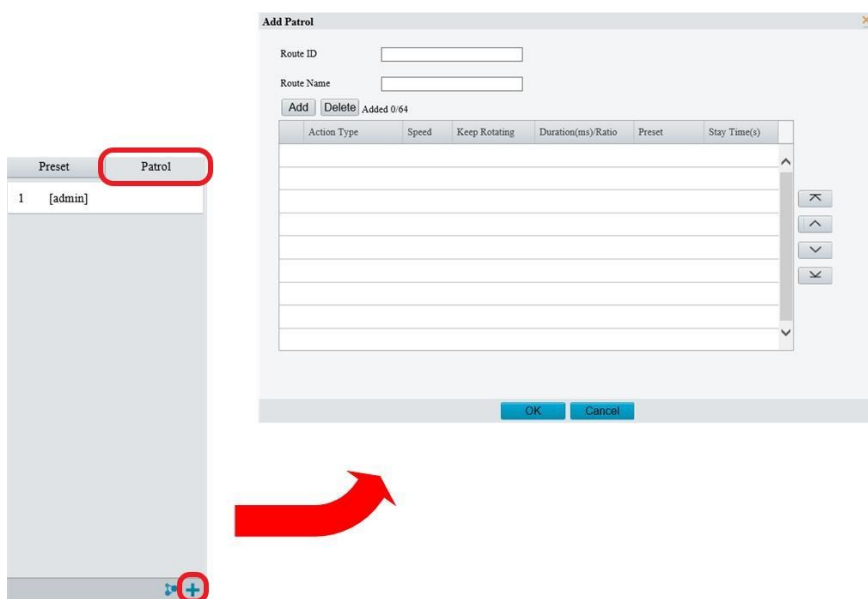 Add Patrol
Route ID
Route Name
Add Delete Added 0/64
Action Type Speed Keep Rotating Duration(ms)/Ratio Preset Stay Time(s)
OK Cancel
Preset Patrol
1 [admin]